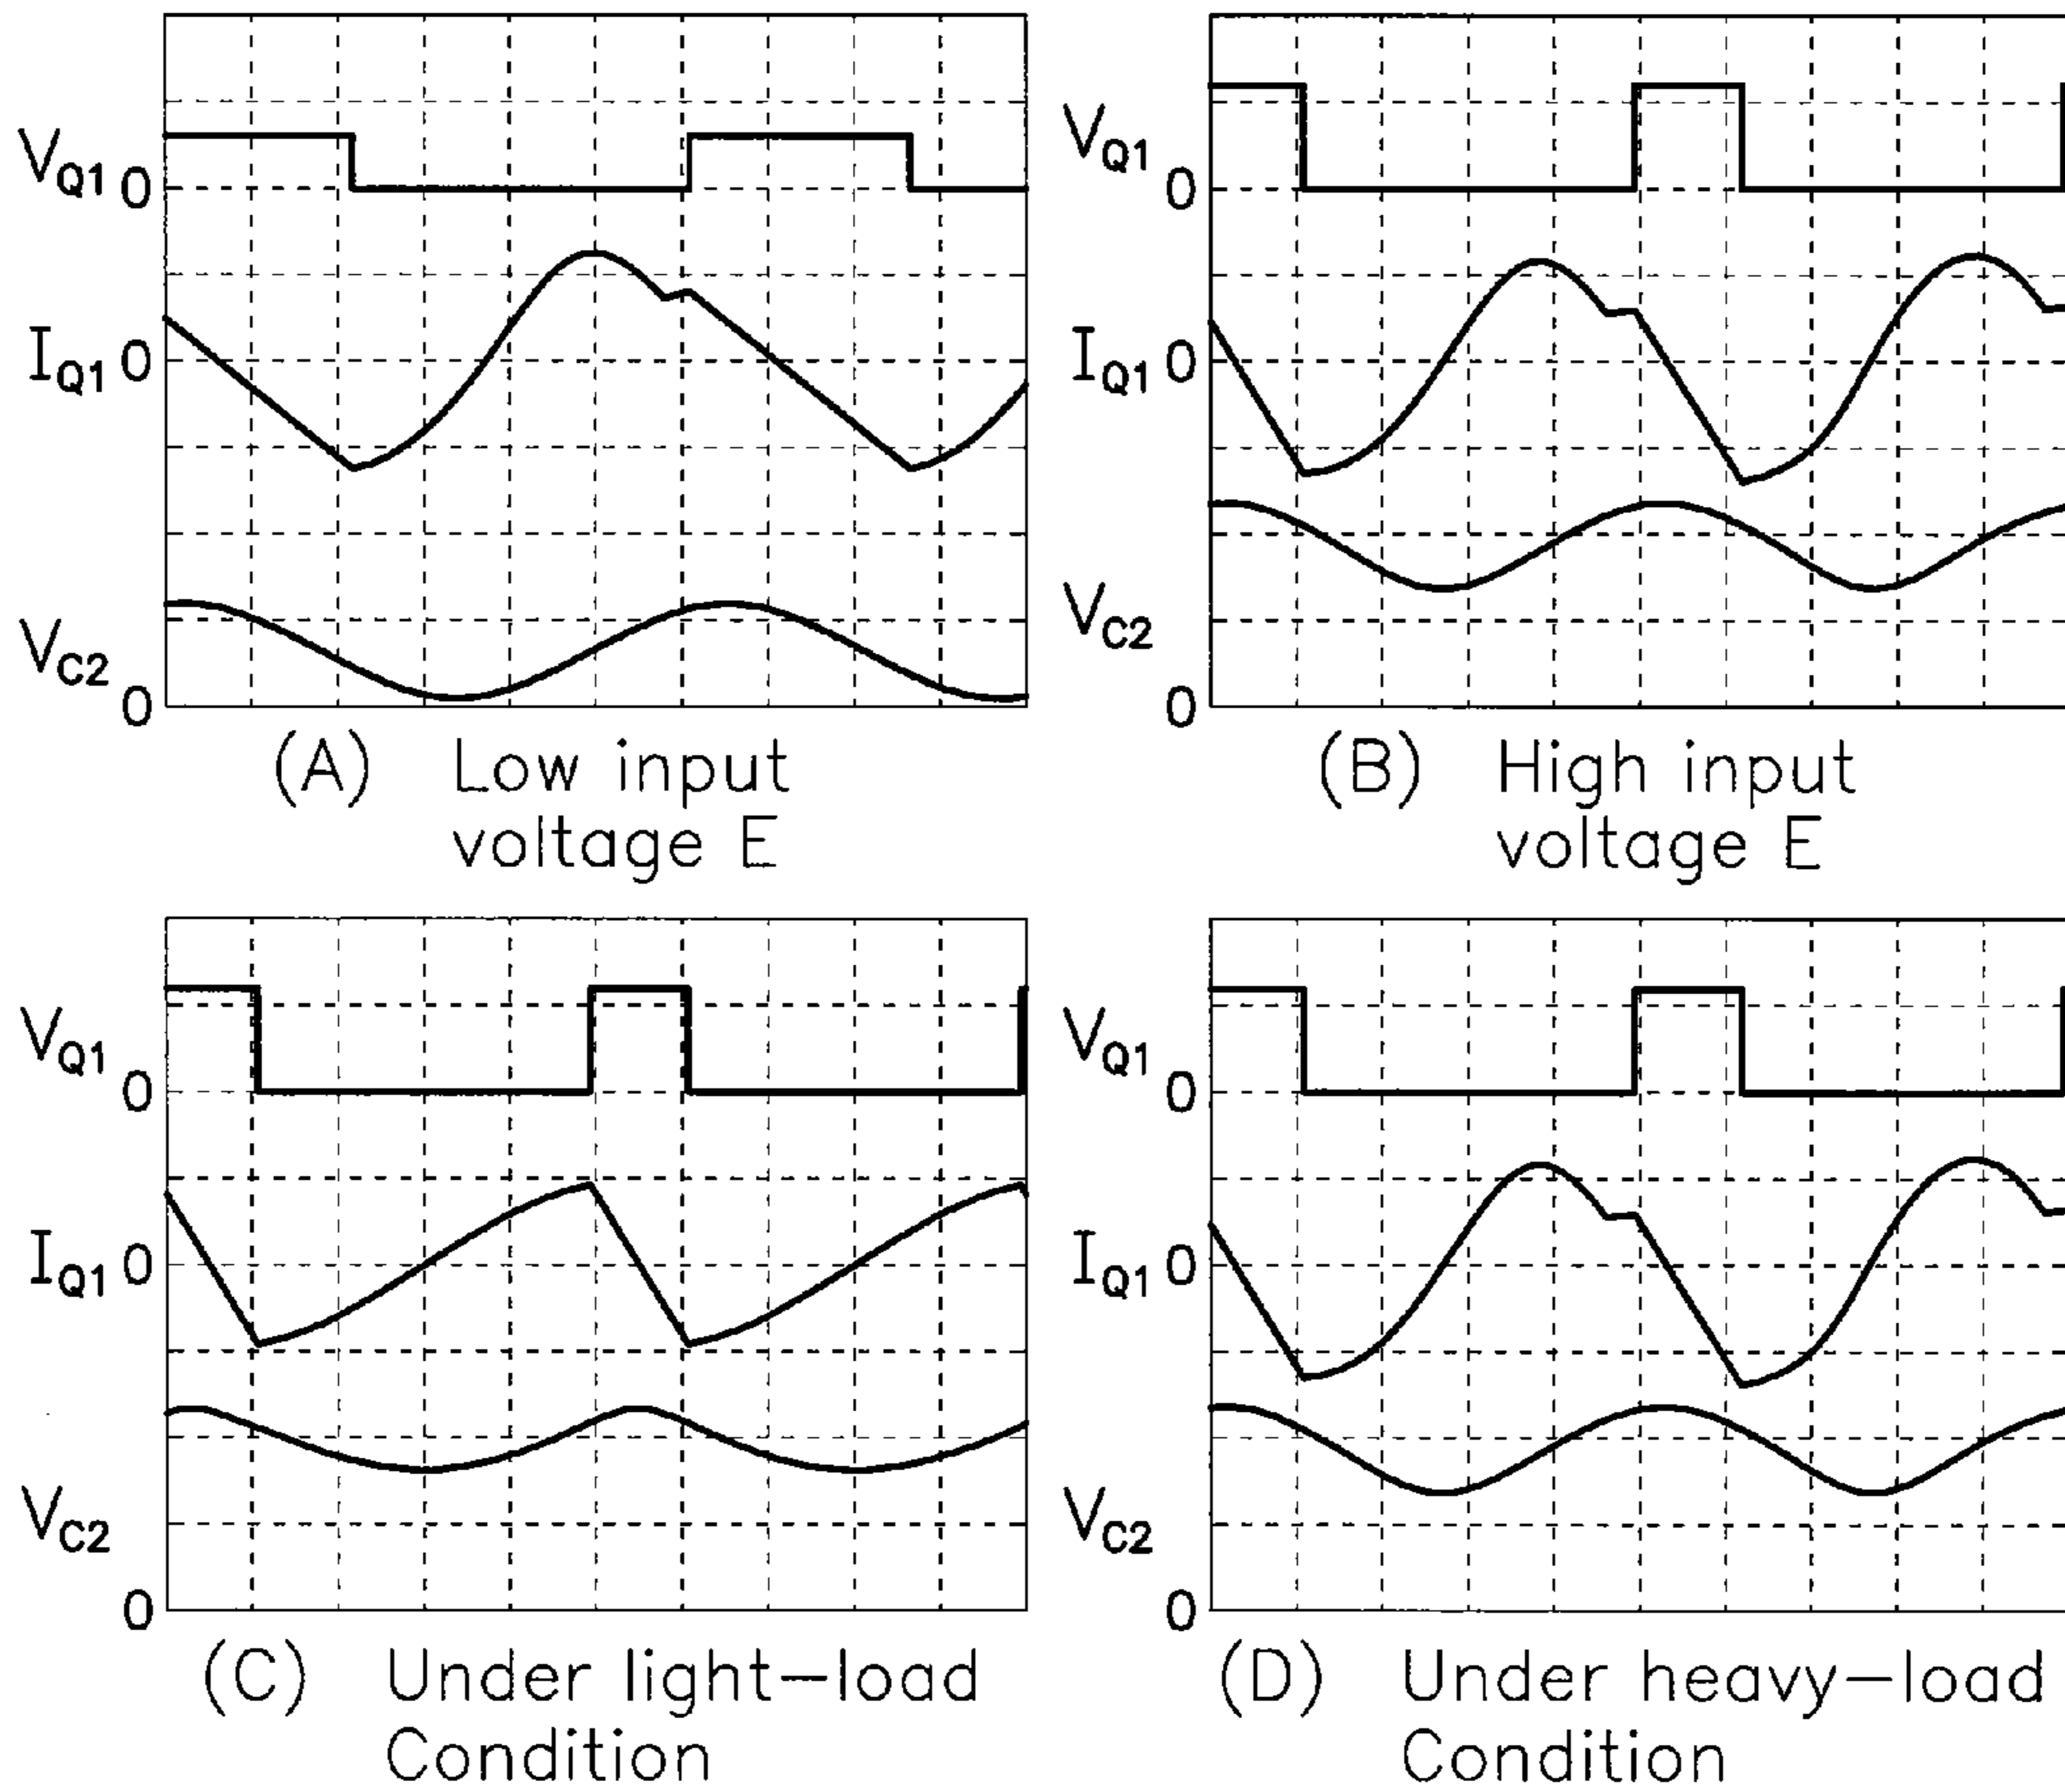 V_Q1 0
I_Q1 0
V_C2
0
(A) Low input
voltage E
V_Q1
0
I_Q1 0
V_C2
0
(B) High input
voltage E
V_Q1
0
I_Q1 0
V_C2
0
(C) Under light-load
Condition
V_Q1
0
I_Q1 0
V_C2
0
(D) Under heavy-load
Condition